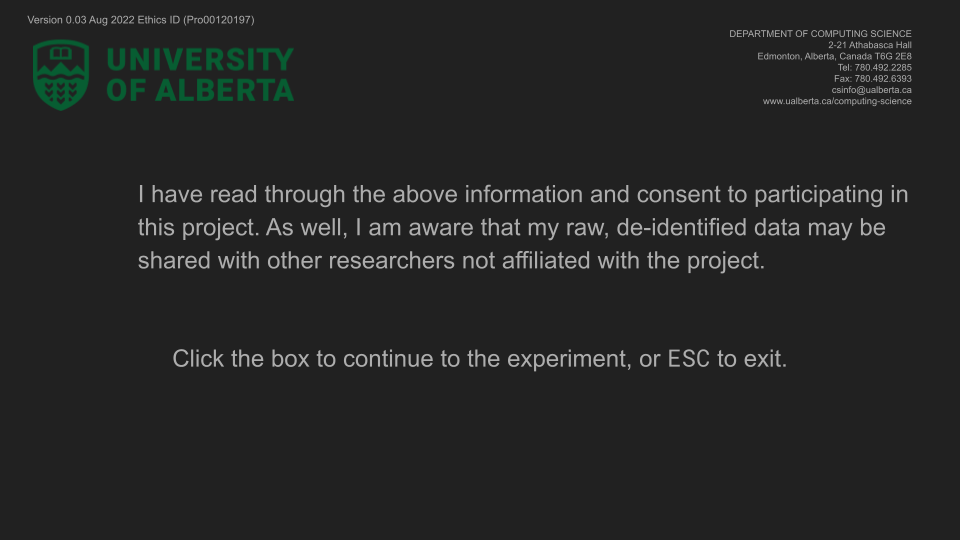 Version 0.03 Aug 2022 Ethics ID (Pro00120197)
UNIVERSITY
OF ALBERTA
DEPARTMENT OF COMPUTING SCIENCE
2-21 Athabasca Hall
Edmonton, Alberta, Canada T6G 2E8
Tel: 780.492.2285
Fax: 780.492.6393
csinfo@ualberta.ca
www.ualberta.ca/computing-science
I have read through the above information and consent to participating in
this project. As well, I am aware that my raw, de-identified data may be
shared with other researchers not affiliated with the project.
Click the box to continue to the experiment, or ESC to exit.